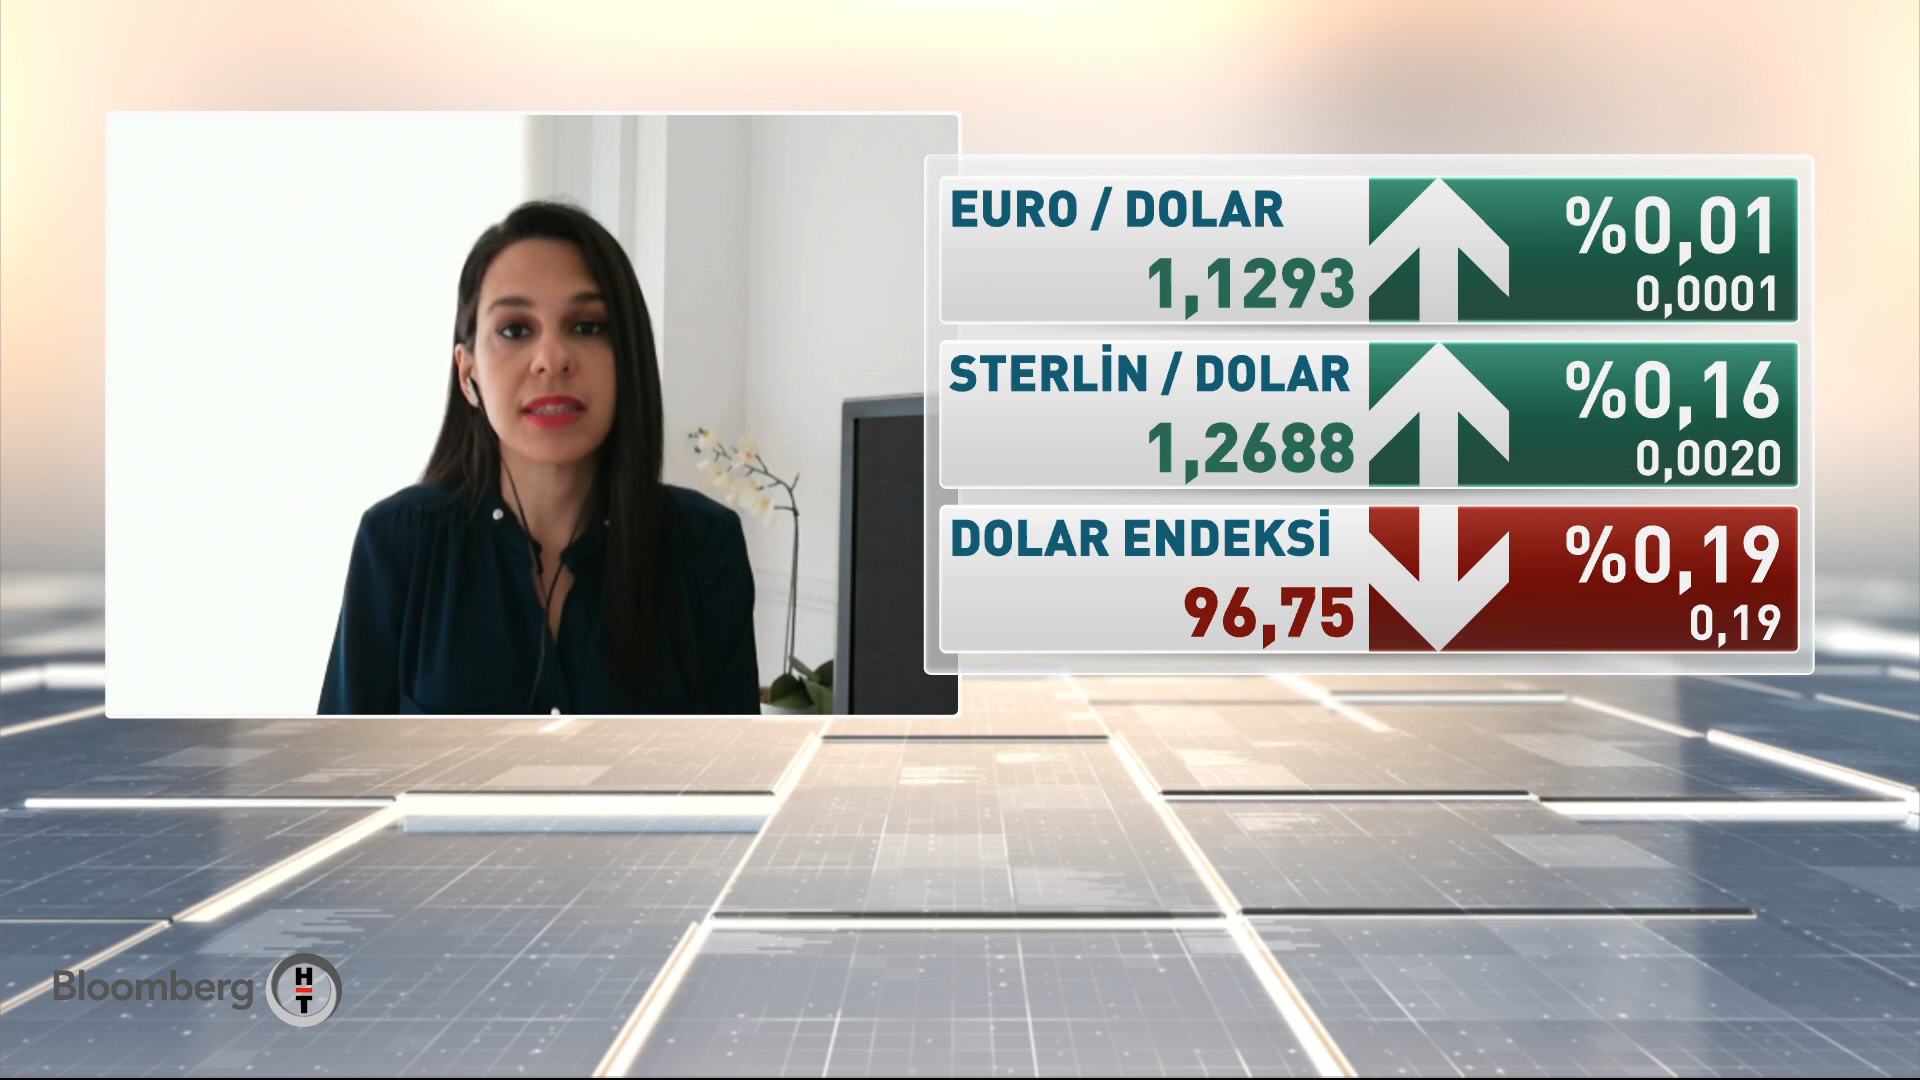 EURO / DOLAR
1,1293
%0,01
0,0001
STERLİN / DOLAR
1,2688
%0,16
0,0020
DOLAR ENDEKSİ
96,75
%0,19
0,19
Bloomberg HT